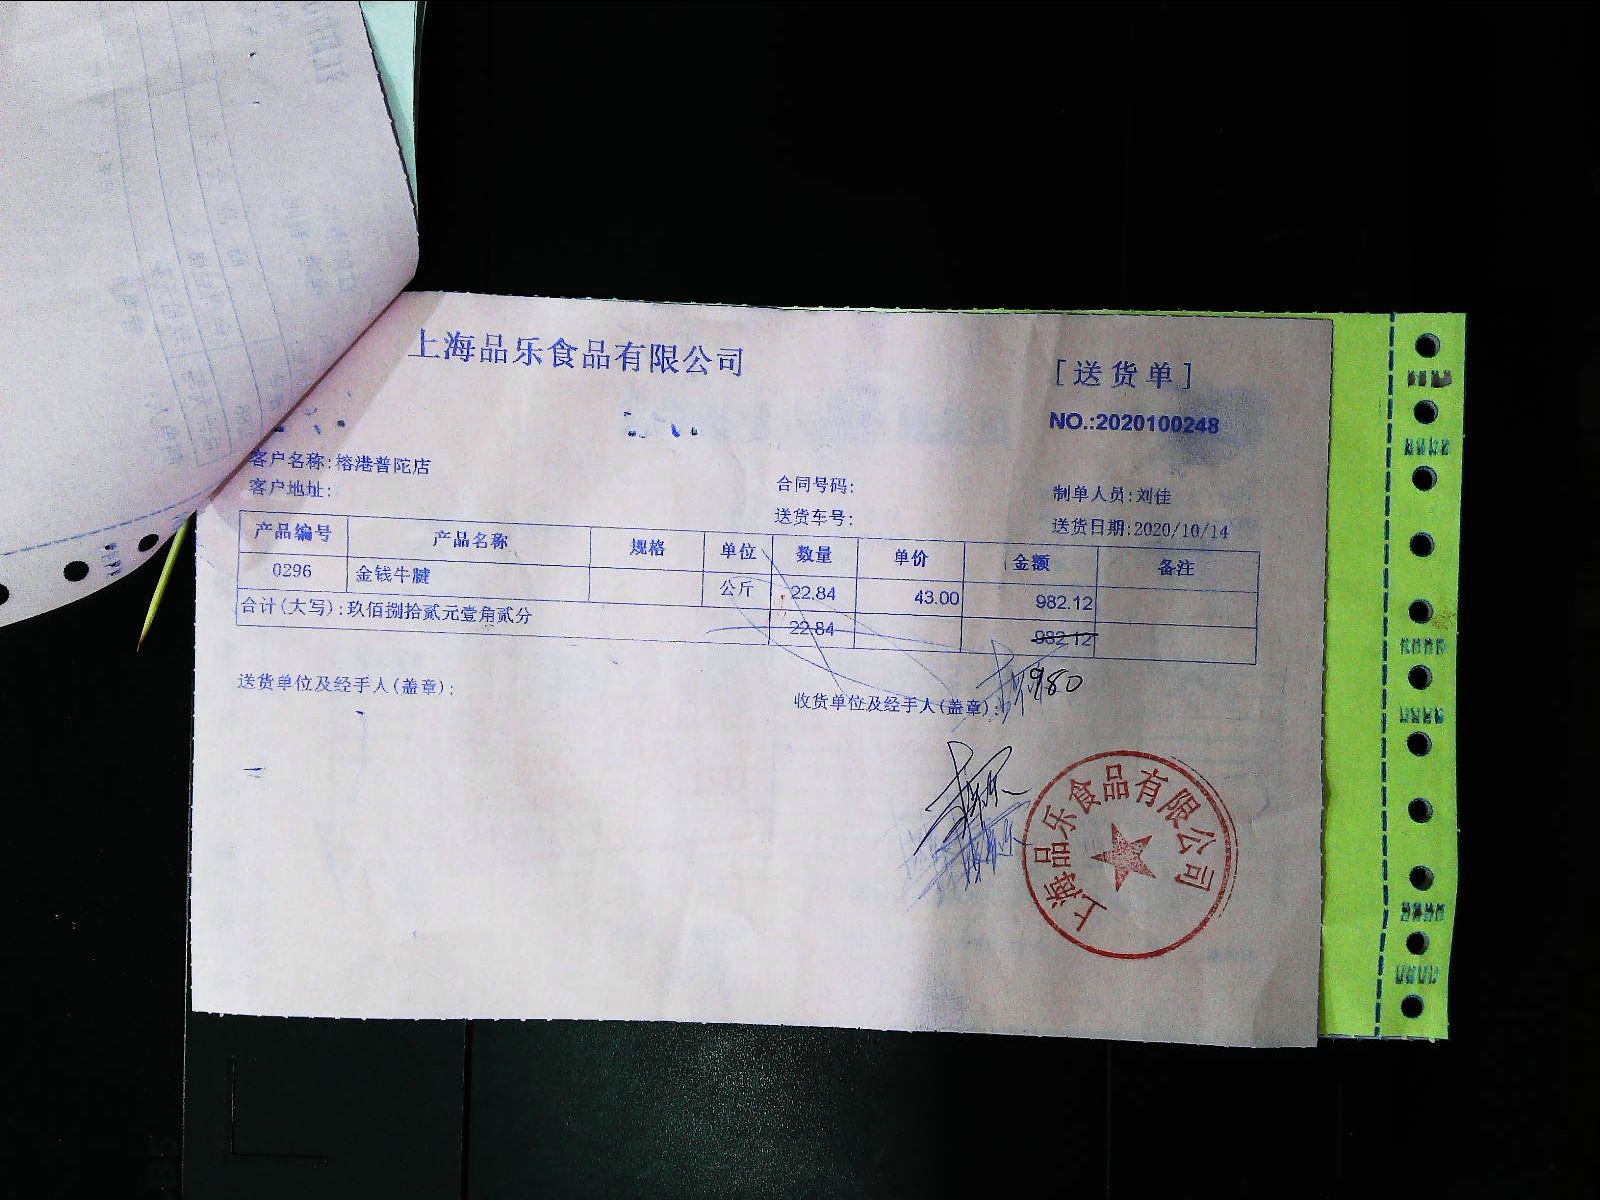 上海品乐食品有限公司
[送货单]
NO.:2020100248
客户名称:榕港普陀店
客户地址:
合同号码:
送货车号:
制单人员:刘佳
送货日期:2020/10/14
产品编号 产品名称 规格 单位 数量 单价 金额 备注
0296 金钱牛腱 公斤 22.84 43.00 982.12
合计(大写):玖佰捌拾贰元壹角贰分 22.84 982.12
980
送货单位及经手人(盖章):
收货单位及经手人(盖章):
上海品乐食品有限公司